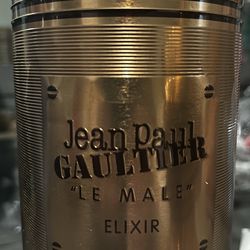 Jean Paul
GAULTIER
"LE MALE"
ELIXIR